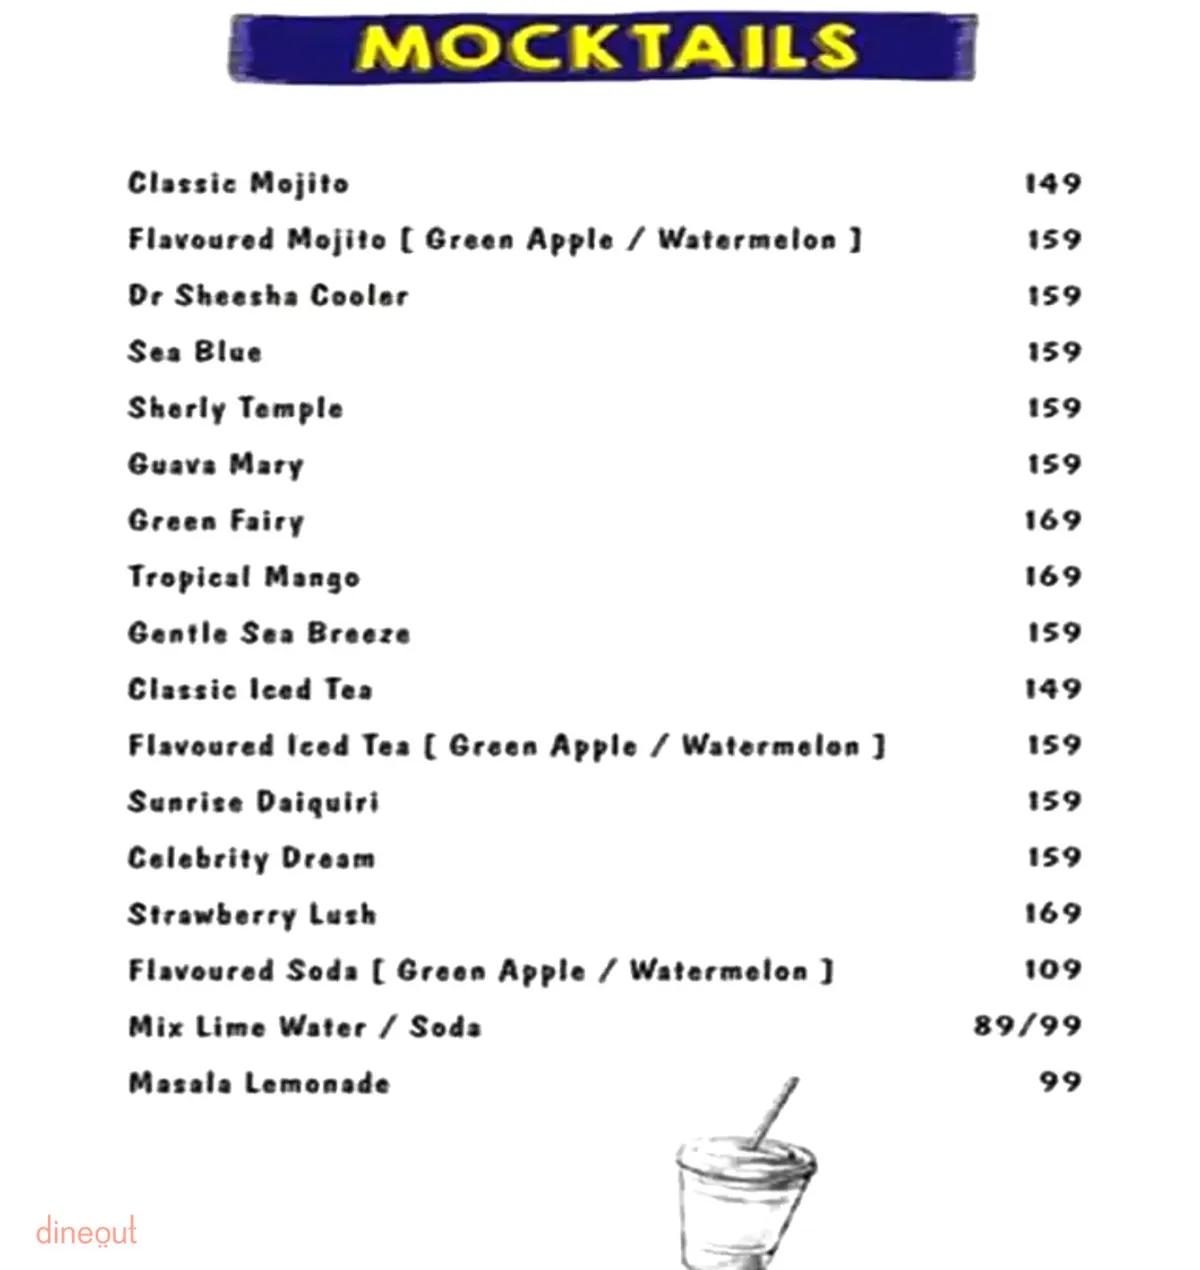 MOCKTAILS
Classic Mojito 149
Flavoured Mojito [ Green Apple / Watermelon ] 159
Dr Sheesha Cooler 159
Sea Blue 159
Sherly Temple 159
Guava Mary 159
Green Fairy 169
Tropical Mango 169
Gentle Sea Breeze 159
Classic Iced Tea 149
Flavoured Iced Tea [ Green Apple / Watermelon ] 159
Sunrise Daiquiri 159
Celebrity Dream 159
Strawberry Lush 169
Flavoured Soda [ Green Apple / Watermelon ] 109
Mix Lime Water / Soda 89/99
Masala Lemonade 99
dineout